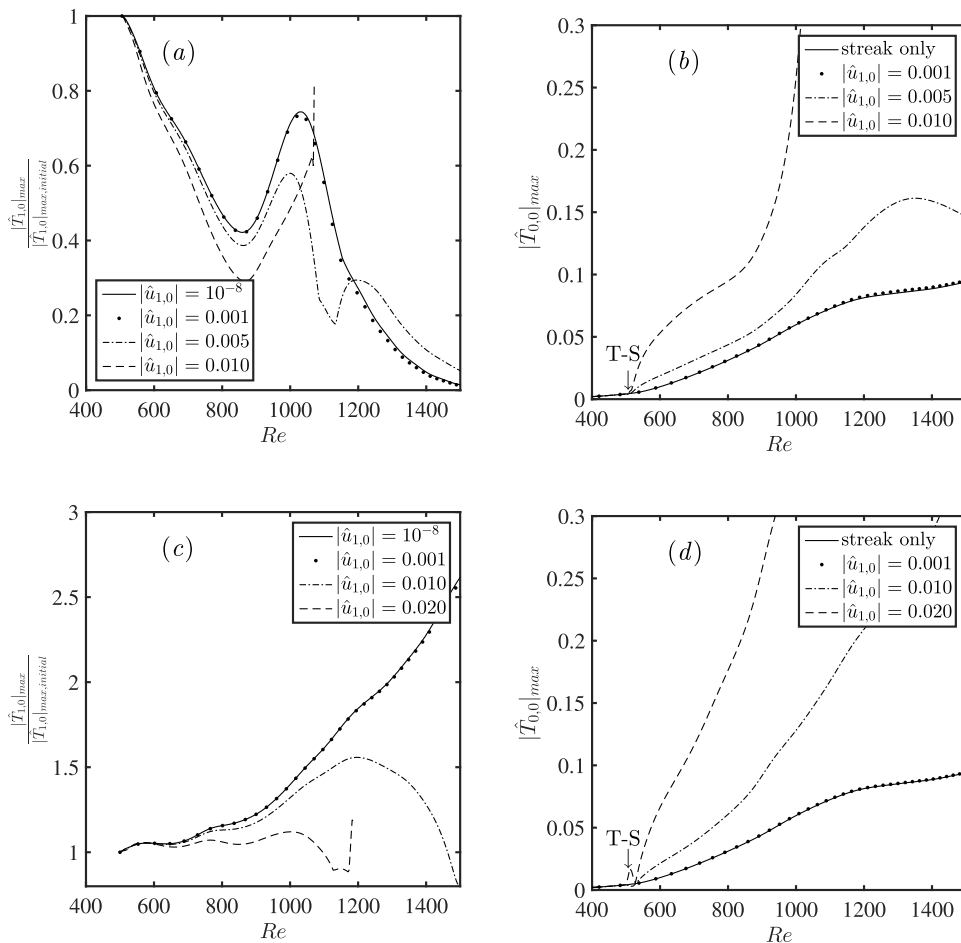 (a)
1
0.8
0.6
0.4
0.2
0
|T̂1,0|max
|T̂1,0|max,initial
|û1,0| = 10⁻⁸
|û1,0| = 0.001
|û1,0| = 0.005
|û1,0| = 0.010
400 600 800 1000 1200 1400
Re
(b)
0.3
0.25
0.2
0.15
0.1
0.05
0
|T̂0,0|max
streak only
|û1,0| = 0.001
|û1,0| = 0.005
|û1,0| = 0.010
T-S
400 600 800 1000 1200 1400
Re
(c)
3
2.5
2
1.5
1
|T̂1,0|max
|T̂1,0|max,initial
|û1,0| = 10⁻⁸
|û1,0| = 0.001
|û1,0| = 0.010
|û1,0| = 0.020
400 600 800 1000 1200 1400
Re
(d)
0.3
0.25
0.2
0.15
0.1
0.05
0
|T̂0,0|max
streak only
|û1,0| = 0.001
|û1,0| = 0.010
|û1,0| = 0.020
T-S
400 600 800 1000 1200 1400
Re